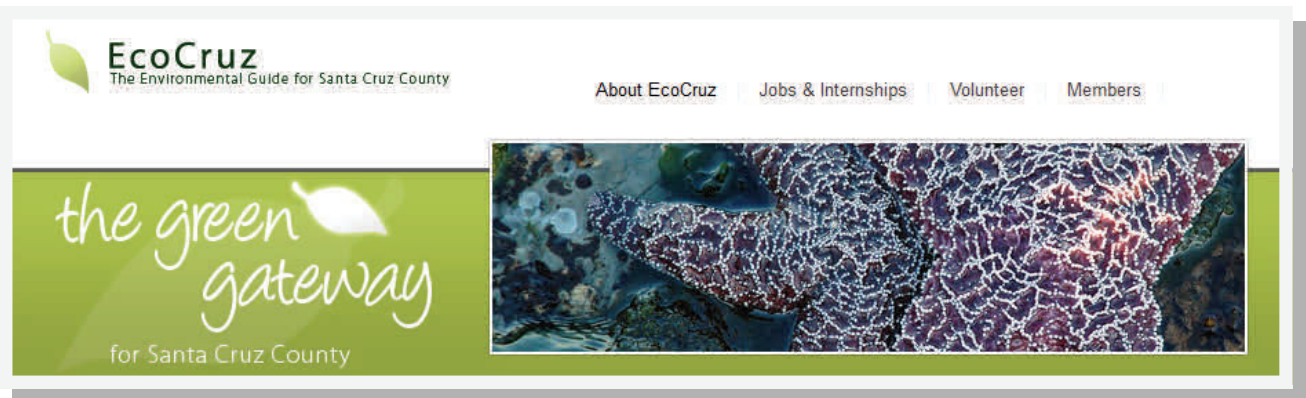 EcoCruz
The Environmental Guide for Santa Cruz County
About EcoCruz Jobs & Internships Volunteer Members
the green
gateway
for Santa Cruz County